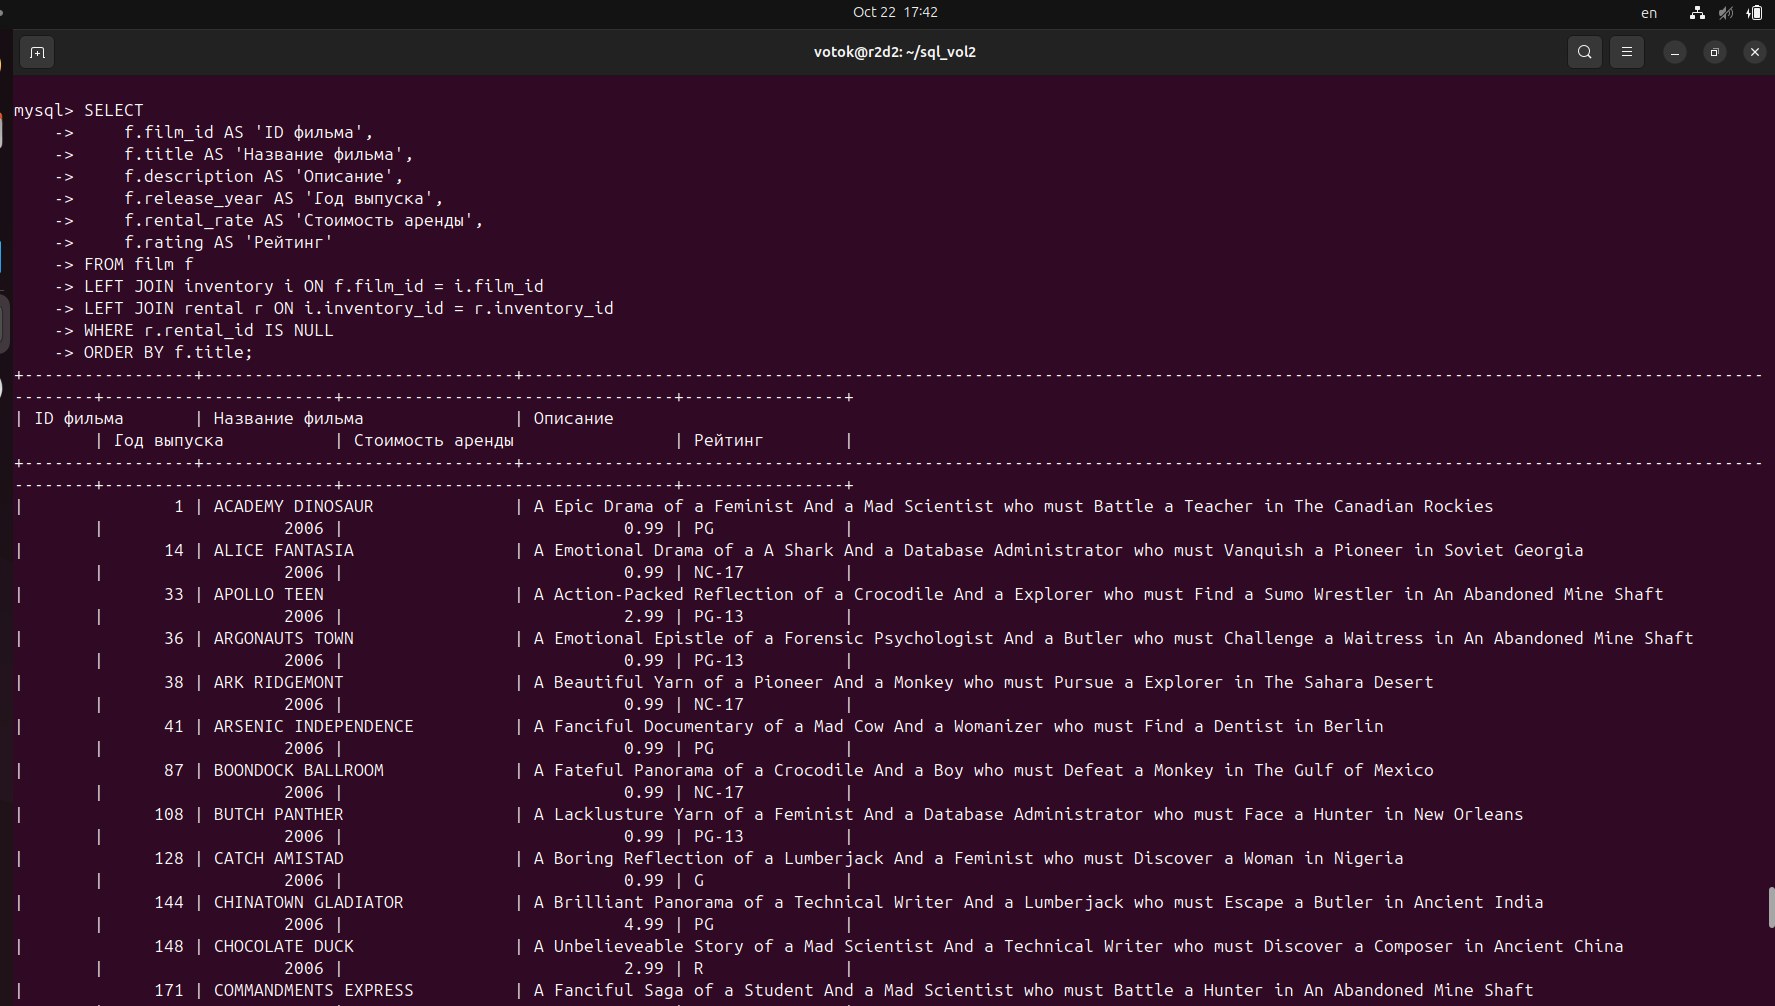 Oct 22 17:42
en
votok@r2d2: ~/sql_vol2
mysql> SELECT
    ->     f.film_id AS 'ID фильма',
    ->     f.title AS 'Название фильма',
    ->     f.description AS 'Описание',
    ->     f.release_year AS 'Год выпуска',
    ->     f.rental_rate AS 'Стоимость аренды',
    ->     f.rating AS 'Рейтинг'
    -> FROM film f
    -> LEFT JOIN inventory i ON f.film_id = i.film_id
    -> LEFT JOIN rental r ON i.inventory_id = r.inventory_id
    -> WHERE r.rental_id IS NULL
    -> ORDER BY f.title;
| ID фильма | Название фильма | Описание
| Год выпуска | Стоимость аренды | Рейтинг |
| 1 | ACADEMY DINOSAUR | A Epic Drama of a Feminist And a Mad Scientist who must Battle a Teacher in The Canadian Rockies
| 2006 | 0.99 | PG |
| 14 | ALICE FANTASIA | A Emotional Drama of a A Shark And a Database Administrator who must Vanquish a Pioneer in Soviet Georgia
| 2006 | 0.99 | NC-17 |
| 33 | APOLLO TEEN | A Action-Packed Reflection of a Crocodile And a Explorer who must Find a Sumo Wrestler in An Abandoned Mine Shaft
| 2006 | 2.99 | PG-13 |
| 36 | ARGONAUTS TOWN | A Emotional Epistle of a Forensic Psychologist And a Butler who must Challenge a Waitress in An Abandoned Mine Shaft
| 2006 | 0.99 | PG-13 |
| 38 | ARK RIDGEMONT | A Beautiful Yarn of a Pioneer And a Monkey who must Pursue a Explorer in The Sahara Desert
| 2006 | 0.99 | NC-17 |
| 41 | ARSENIC INDEPENDENCE | A Fanciful Documentary of a Mad Cow And a Womanizer who must Find a Dentist in Berlin
| 2006 | 0.99 | PG |
| 87 | BOONDOCK BALLROOM | A Fateful Panorama of a Crocodile And a Boy who must Defeat a Monkey in The Gulf of Mexico
| 2006 | 0.99 | NC-17 |
| 108 | BUTCH PANTHER | A Lacklusture Yarn of a Feminist And a Database Administrator who must Face a Hunter in New Orleans
| 2006 | 0.99 | PG-13 |
| 128 | CATCH AMISTAD | A Boring Reflection of a Lumberjack And a Feminist who must Discover a Woman in Nigeria
| 2006 | 0.99 | G |
| 144 | CHINATOWN GLADIATOR | A Brilliant Panorama of a Technical Writer And a Lumberjack who must Escape a Butler in Ancient India
| 2006 | 4.99 | PG |
| 148 | CHOCOLATE DUCK | A Unbelieveable Story of a Mad Scientist And a Technical Writer who must Discover a Composer in Ancient China
| 2006 | 2.99 | R |
| 171 | COMMANDMENTS EXPRESS | A Fanciful Saga of a Student And a Mad Scientist who must Battle a Hunter in An Abandoned Mine Shaft